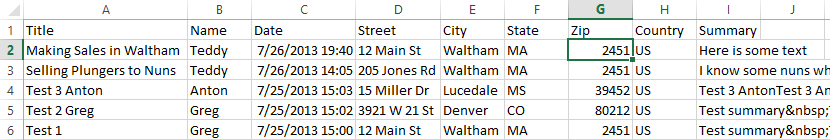 A B C D E F G H I J
1 Title Name Date Street City State Zip Country Summary
2 Making Sales in Waltham Teddy 7/26/2013 19:40 12 Main St Waltham MA 2451 US Here is some text
3 Selling Plungers to Nuns Teddy 7/26/2013 14:05 205 Jones Rd Waltham MA 2451 US I know some nuns wh
4 Test 3 Anton Anton 7/25/2013 15:03 15 Miller Dr Lucedale MS 39452 US Test 3 AntonTest 3 An
5 Test 2 Greg Greg 7/25/2013 15:02 3921 W 21 St Denver CO 80212 US Test summary&nbsp;
6 Test 1 Greg 7/25/2013 15:00 12 Main St Waltham MA 2451 US Test summary&nbsp;